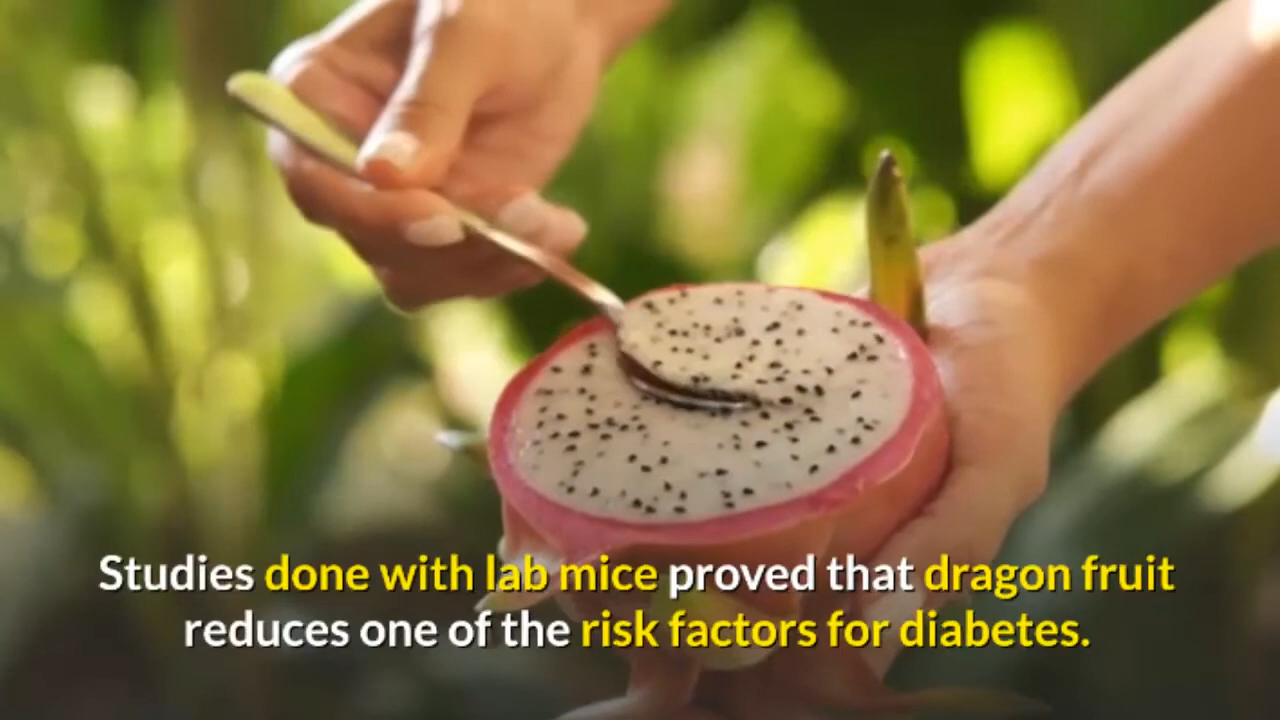 Studies done with lab mice proved that dragon fruit
reduces one of the risk factors for diabetes.